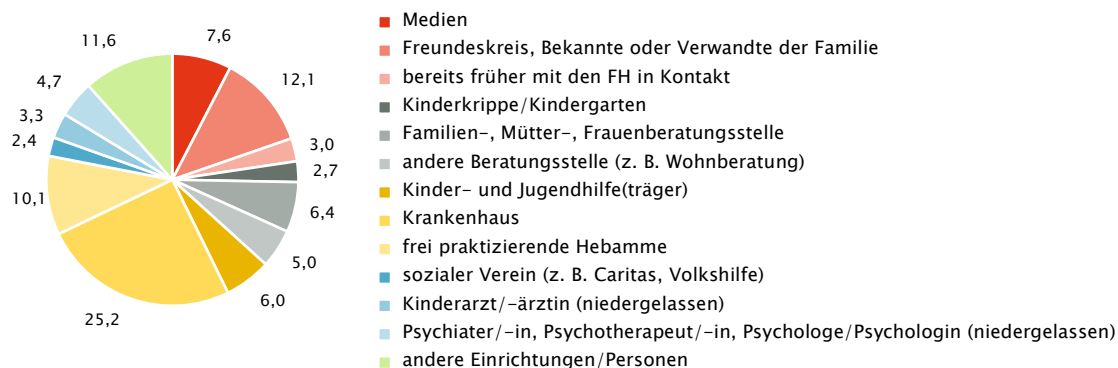 7,6
12,1
3,0
2,7
6,4
5,0
6,0
25,2
10,1
2,4
3,3
4,7
11,6
Medien
Freundeskreis, Bekannte oder Verwandte der Familie
bereits früher mit den FH in Kontakt
Kinderkrippe/Kindergarten
Familien-, Mütter-, Frauenberatungsstelle
andere Beratungsstelle (z. B. Wohnberatung)
Kinder- und Jugendhilfe(träger)
Krankenhaus
frei praktizierende Hebamme
sozialer Verein (z. B. Caritas, Volkshilfe)
Kinderarzt/-ärztin (niedergelassen)
Psychiater/-in, Psychotherapeut/-in, Psychologe/Psychologin (niedergelassen)
andere Einrichtungen/Personen